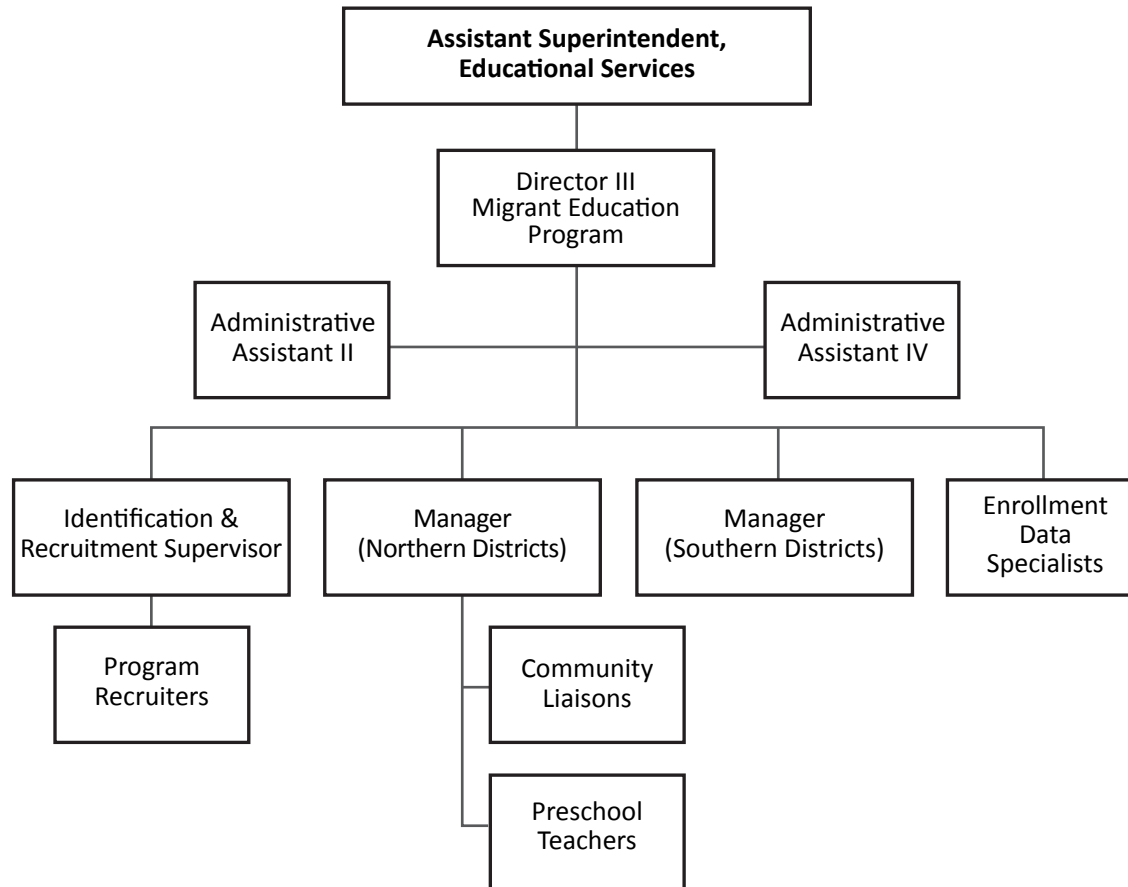 Assistant Superintendent,
Educational Services
Director III
Migrant Education
Program
Administrative
Assistant II
Administrative
Assistant IV
Identification &
Recruitment Supervisor
Manager
(Northern Districts)
Manager
(Southern Districts)
Enrollment
Data
Specialists
Program
Recruiters
Community
Liaisons
Preschool
Teachers